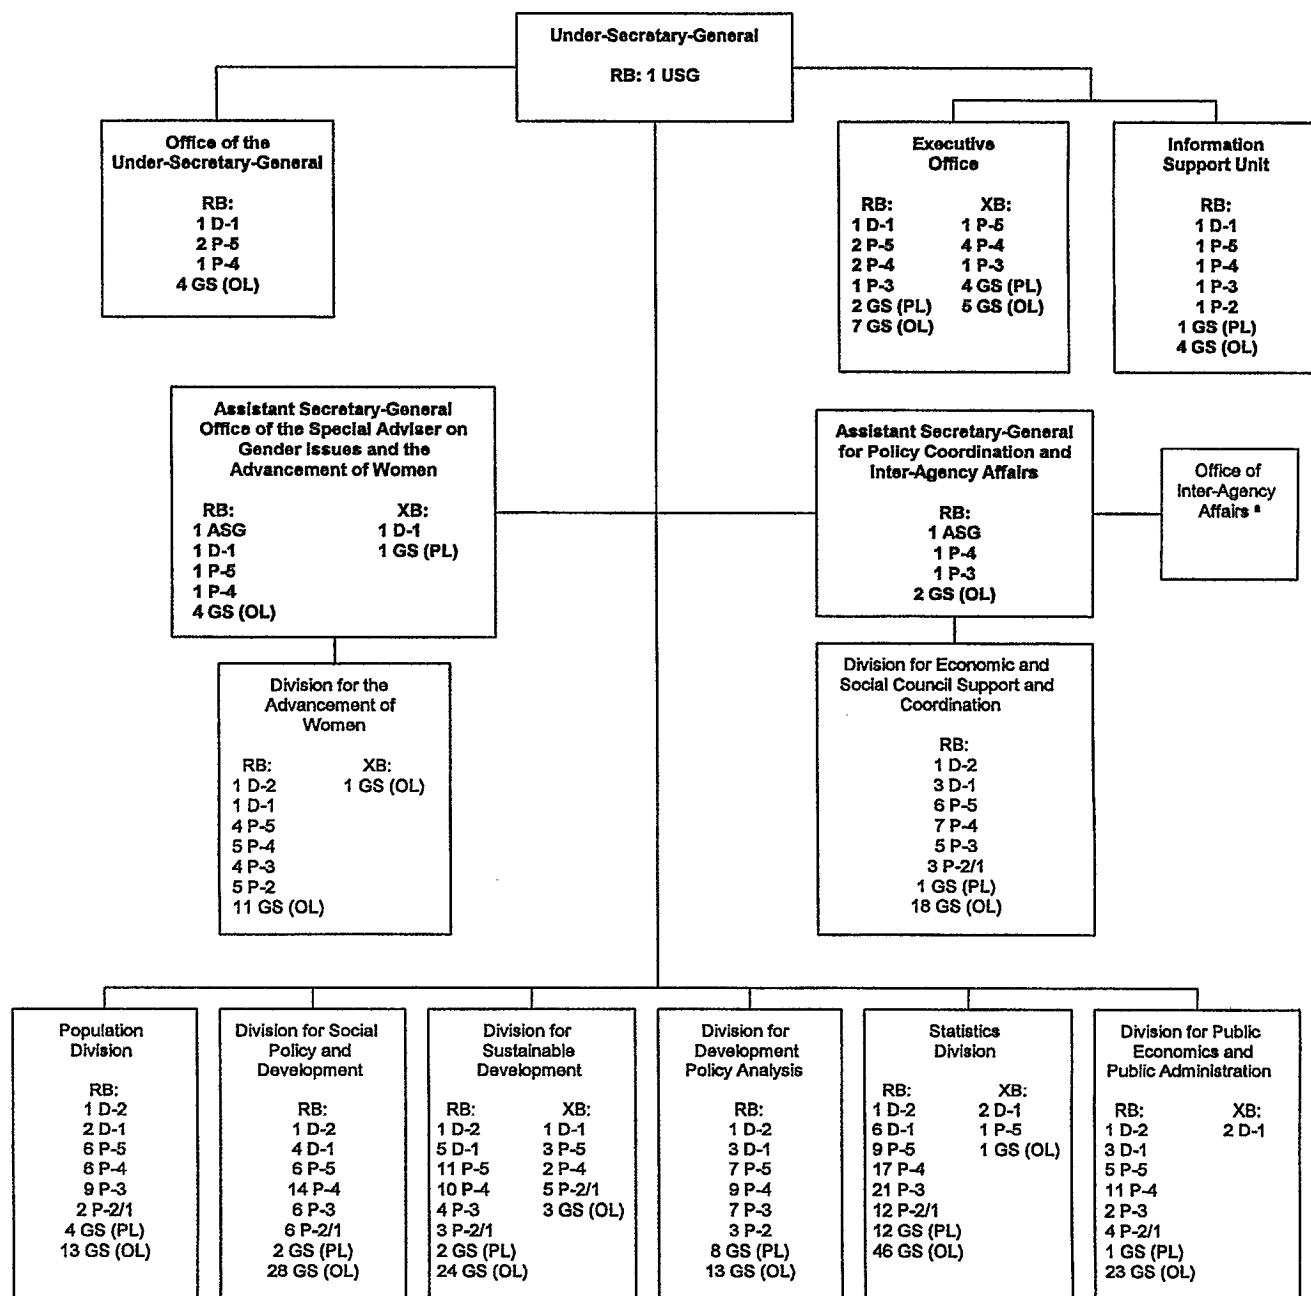 Under-Secretary-General
RB: 1 USG
Office of the
Under-Secretary-General
RB:
1 D-1
2 P-5
1 P-4
4 GS (OL)
Executive
Office
RB: XB:
1 D-1 1 P-5
2 P-5 4 P-4
2 P-4 1 P-3
1 P-3 4 GS (PL)
2 GS (PL) 5 GS (OL)
7 GS (OL)
Information
Support Unit
RB:
1 D-1
1 P-5
1 P-4
1 P-3
1 P-2
1 GS (PL)
4 GS (OL)
Assistant Secretary-General
Office of the Special Adviser on
Gender Issues and the
Advancement of Women
RB: XB:
1 ASG 1 D-1
1 D-1 1 GS (PL)
1 P-5
1 P-4
4 GS (OL)
Assistant Secretary-General
for Policy Coordination and
Inter-Agency Affairs
RB:
1 ASG
1 P-4
1 P-3
2 GS (OL)
Office of
Inter-Agency
Affairs ª
Division for the
Advancement of
Women
RB: XB:
1 D-2 1 GS (OL)
1 D-1
4 P-5
5 P-4
4 P-3
5 P-2
11 GS (OL)
Division for Economic and
Social Council Support and
Coordination
RB:
1 D-2
3 D-1
6 P-5
7 P-4
5 P-3
3 P-2/1
1 GS (PL)
18 GS (OL)
Population
Division
RB:
1 D-2
2 D-1
6 P-5
P-4
9 P-3
2 P-2/1
4 GS (PL)
13 GS (OL)
Division for Social
Policy and
Development
RB:
1 D-2
4 D-1
6 P-5
14 P-4
6 P-3
6 P-2/1
2 GS (PL)
28 GS (OL)
Division for
Sustainable
Development
RB: XB:
1 D-2 1 D-1
5 D-1 3 P-5
11 P-5 2 P-4
10 P-4 5 P-2/1
4 P-3 3 GS (OL)
3 P-2/1
2 GS (PL)
24 GS (OL)
Division for
Development
Policy Analysis
RB:
1 D-2
3 D-1
7 P-5
9 P-4
7 P-3
3 P-2
8 GS (PL)
13 GS (OL)
Statistics
Division
RB: XB:
1 D-2 2 D-1
6 D-1 1 P-5
9 P-5 1 GS (OL)
17 P-4
21 P-3
12 P-2/1
12 GS (PL)
46 GS (OL)
Division for Public
Economics and
Public Administration
RB: XB:
1 D-2 2 D-1
3 D-1
5 P-5
11 P-4
2 P-3
4 P-2/1
1 GS (PL)
23 GS (OL)